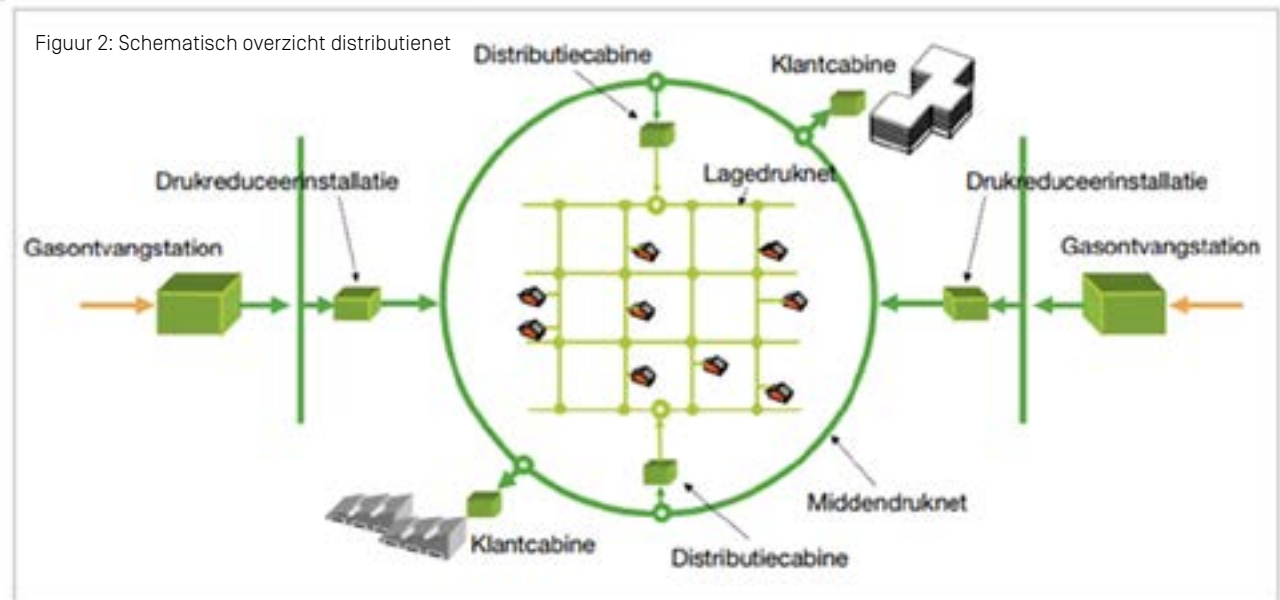 Figuur 2: Schematisch overzicht distributienet
Distributiecabine
Klantcabine
Drukreduceerinstallatie
Lagedruknet
Drukreduceerinstallatie
Gasontvangstation
Gasontvangstation
Middendruknet
Klantcabine
Distributiecabine